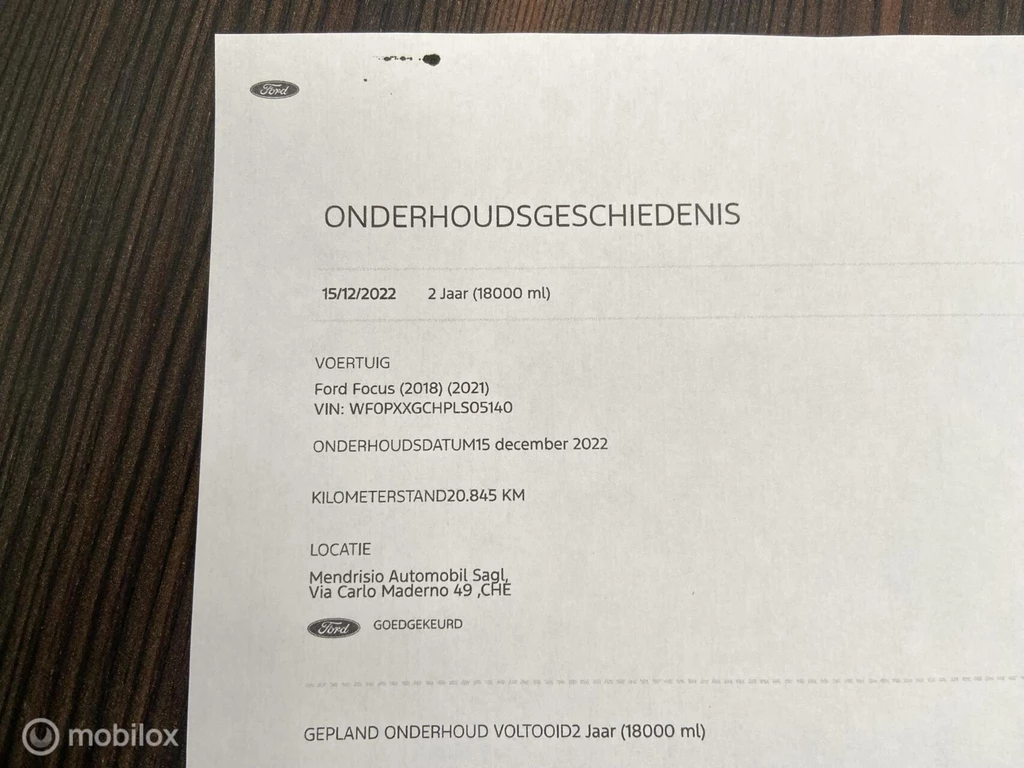 Ford
ONDERHOUDSGESCHIEDENIS
15/12/2022 2 Jaar (18000 ml)
VOERTUIG
Ford Focus (2018) (2021)
VIN: WF0PXXGCHPLS05140
ONDERHOUDSDATUM15 december 2022
KILOMETERSTAND20.845 KM
LOCATIE
Mendrisio Automobil Sagl,
Via Carlo Maderno 49 ,CHE
Ford GOEDGEKEURD
GEPLAND ONDERHOUD VOLTOOID2 Jaar (18000 ml)
mobilox